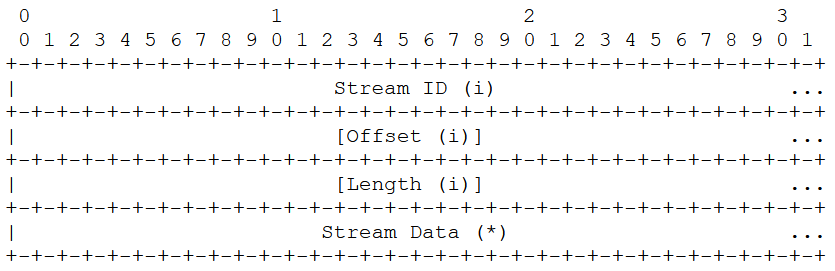 0                   1                   2                   3
 0 1 2 3 4 5 6 7 8 9 0 1 2 3 4 5 6 7 8 9 0 1 2 3 4 5 6 7 8 9 0 1
+-+-+-+-+-+-+-+-+-+-+-+-+-+-+-+-+-+-+-+-+-+-+-+-+-+-+-+-+-+-+-+-+
|                         Stream ID (i)                       ...
+-+-+-+-+-+-+-+-+-+-+-+-+-+-+-+-+-+-+-+-+-+-+-+-+-+-+-+-+-+-+-+-+
|                         [Offset (i)]                        ...
+-+-+-+-+-+-+-+-+-+-+-+-+-+-+-+-+-+-+-+-+-+-+-+-+-+-+-+-+-+-+-+-+
|                         [Length (i)]                        ...
+-+-+-+-+-+-+-+-+-+-+-+-+-+-+-+-+-+-+-+-+-+-+-+-+-+-+-+-+-+-+-+-+
|                        Stream Data (*)                      ...
+-+-+-+-+-+-+-+-+-+-+-+-+-+-+-+-+-+-+-+-+-+-+-+-+-+-+-+-+-+-+-+-+